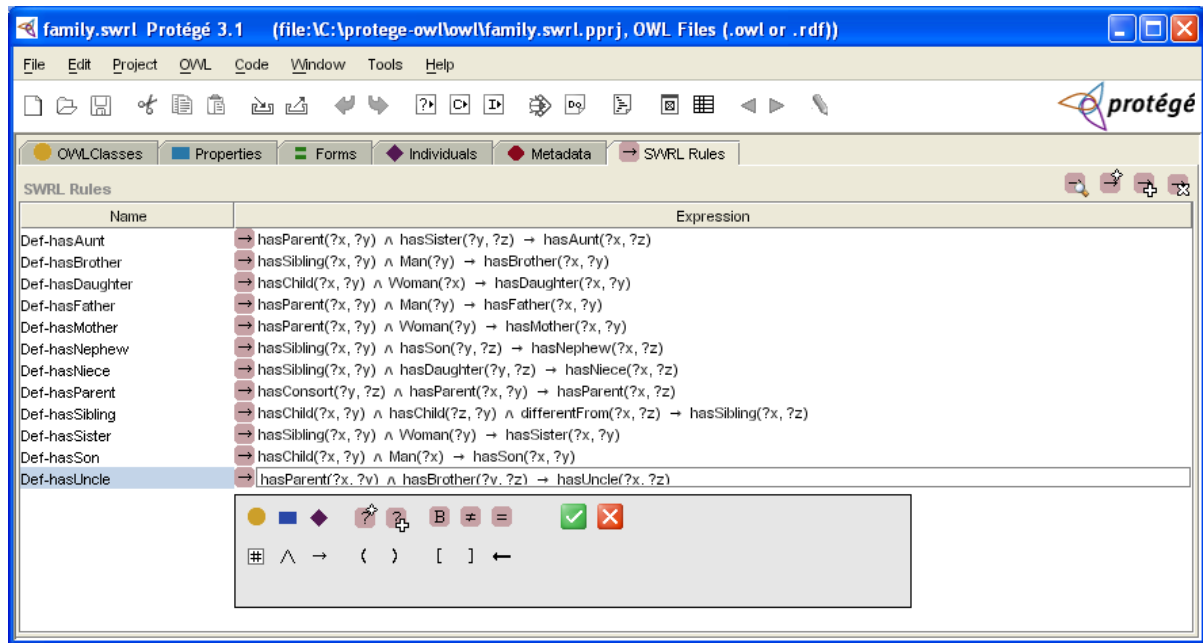 family.swrl Protégé 3.1 (file:\C:\protege-owl\owl\family.swrl.pprj, OWL Files (.owl or .rdf))
File Edit Project OWL Code Window Tools Help
protégé
OWLClasses Properties Forms Individuals Metadata → SWRL Rules
SWRL Rules
Name Expression
Def-hasAunt → hasParent(?x, ?y) ∧ hasSister(?y, ?z) → hasAunt(?x, ?z)
Def-hasBrother → hasSibling(?x, ?y) ∧ Man(?y) → hasBrother(?x, ?y)
Def-hasDaughter → hasChild(?x, ?y) ∧ Woman(?x) → hasDaughter(?x, ?y)
Def-hasFather → hasParent(?x, ?y) ∧ Man(?y) → hasFather(?x, ?y)
Def-hasMother → hasParent(?x, ?y) ∧ Woman(?y) → hasMother(?x, ?y)
Def-hasNephew → hasSibling(?x, ?y) ∧ hasSon(?y, ?z) → hasNephew(?x, ?z)
Def-hasNiece → hasSibling(?x, ?y) ∧ hasDaughter(?y, ?z) → hasNiece(?x, ?z)
Def-hasParent → hasConsort(?y, ?z) ∧ hasParent(?x, ?y) → hasParent(?x, ?z)
Def-hasSibling → hasChild(?x, ?y) ∧ hasChild(?z, ?y) ∧ differentFrom(?x, ?z) → hasSibling(?x, ?z)
Def-hasSister → hasSibling(?x, ?y) ∧ Woman(?y) → hasSister(?x, ?y)
Def-hasSon → hasChild(?x, ?y) ∧ Man(?x) → hasSon(?x, ?y)
Def-hasUncle → hasParent(?x, ?y) ∧ hasBrother(?y, ?z) → hasUncle(?x, ?z)
? ? B ≠ =
# ∧ → ( ) [ ] ←